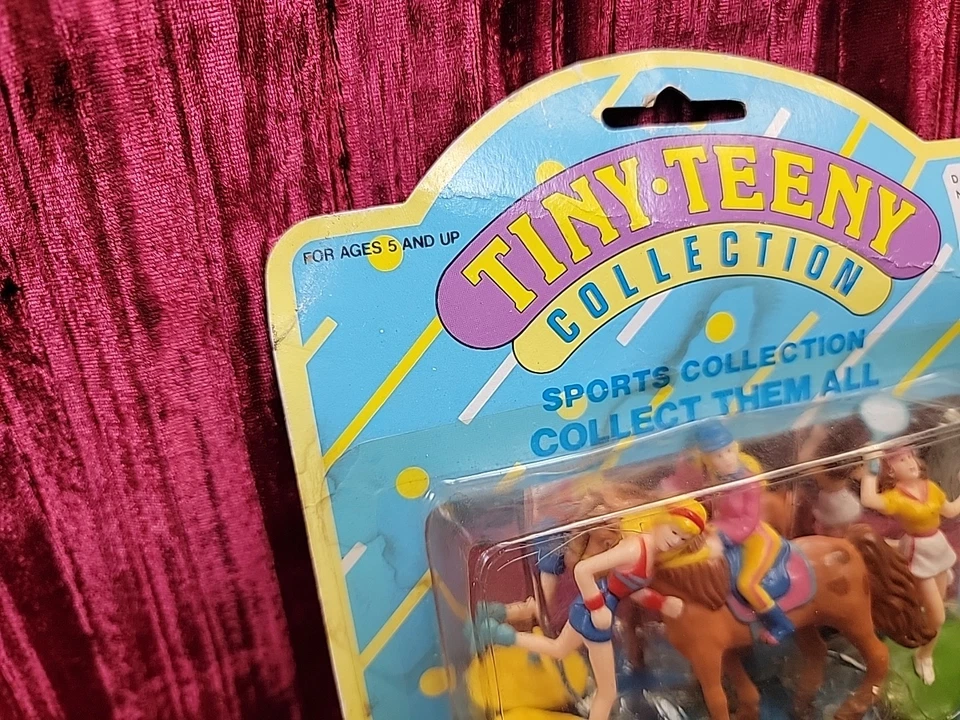 FOR AGES 5 AND UP
TINY·TEENY
COLLECTION
SPORTS COLLECTION
COLLECT THEM ALL